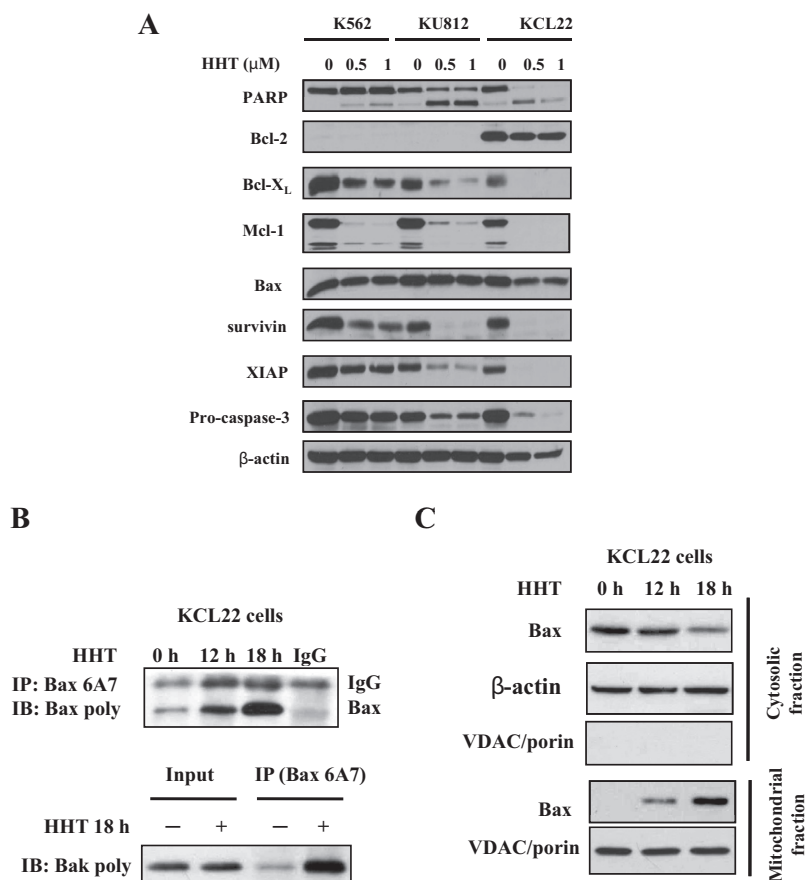 A
K562 KU812 KCL22
HHT (μM) 0 0.5 1 0 0.5 1 0 0.5 1
PARP
Bcl-2
Bcl-XL
Mcl-1
Bax
survivin
XIAP
Pro-caspase-3
β-actin
B
KCL22 cells
HHT 0 h 12 h 18 h IgG
IP: Bax 6A7 IgG
IB: Bax poly Bax
Input IP (Bax 6A7)
HHT 18 h – + – +
IB: Bak poly
C
KCL22 cells
HHT 0 h 12 h 18 h
Bax
β-actin
VDAC/porin
Cytosolic fraction
Bax
VDAC/porin
Mitochondrial fraction